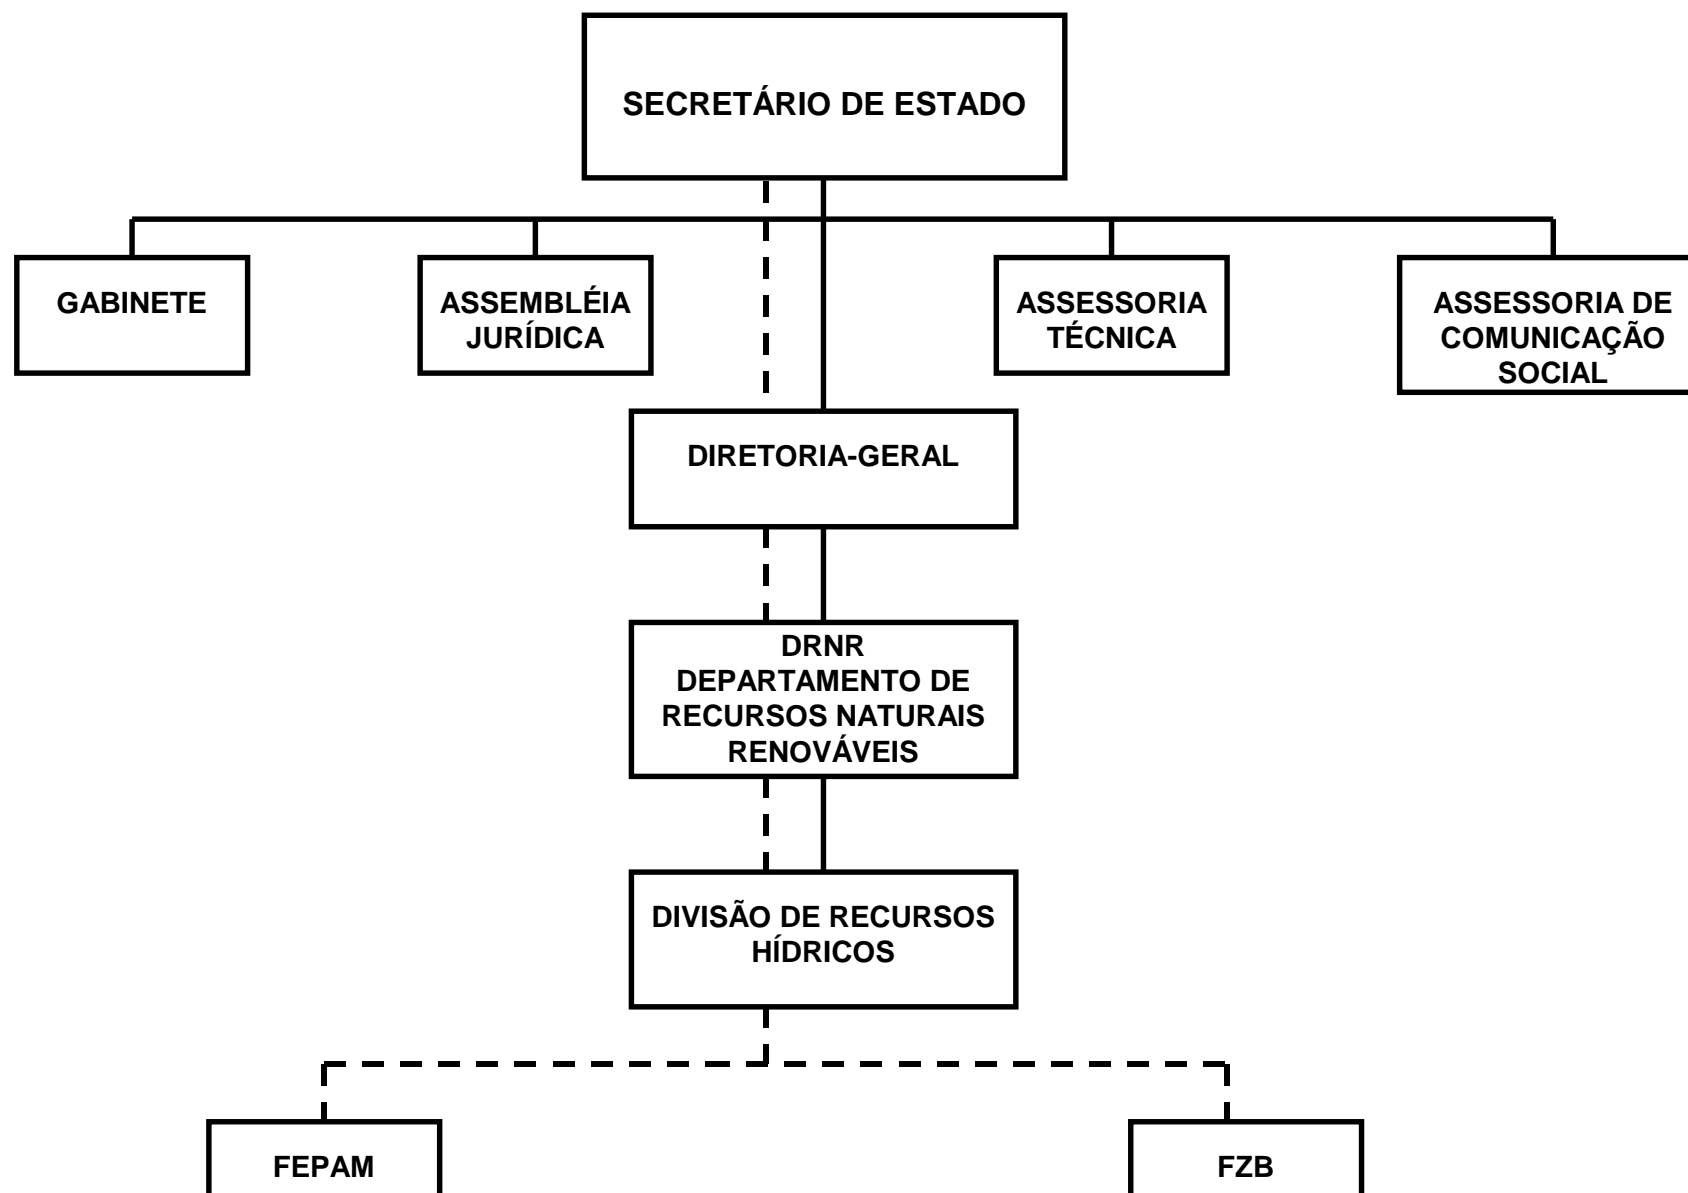 SECRETÁRIO DE ESTADO
GABINETE
ASSEMBLÉIA
JURÍDICA
ASSESSORIA
TÉCNICA
ASSESSORIA DE
COMUNICAÇÃO
SOCIAL
DIRETORIA-GERAL
DRNR
DEPARTAMENTO DE
RECURSOS NATURAIS
RENOVÁVEIS
DIVISÃO DE RECURSOS
HÍDRICOS
FEPAM
FZB